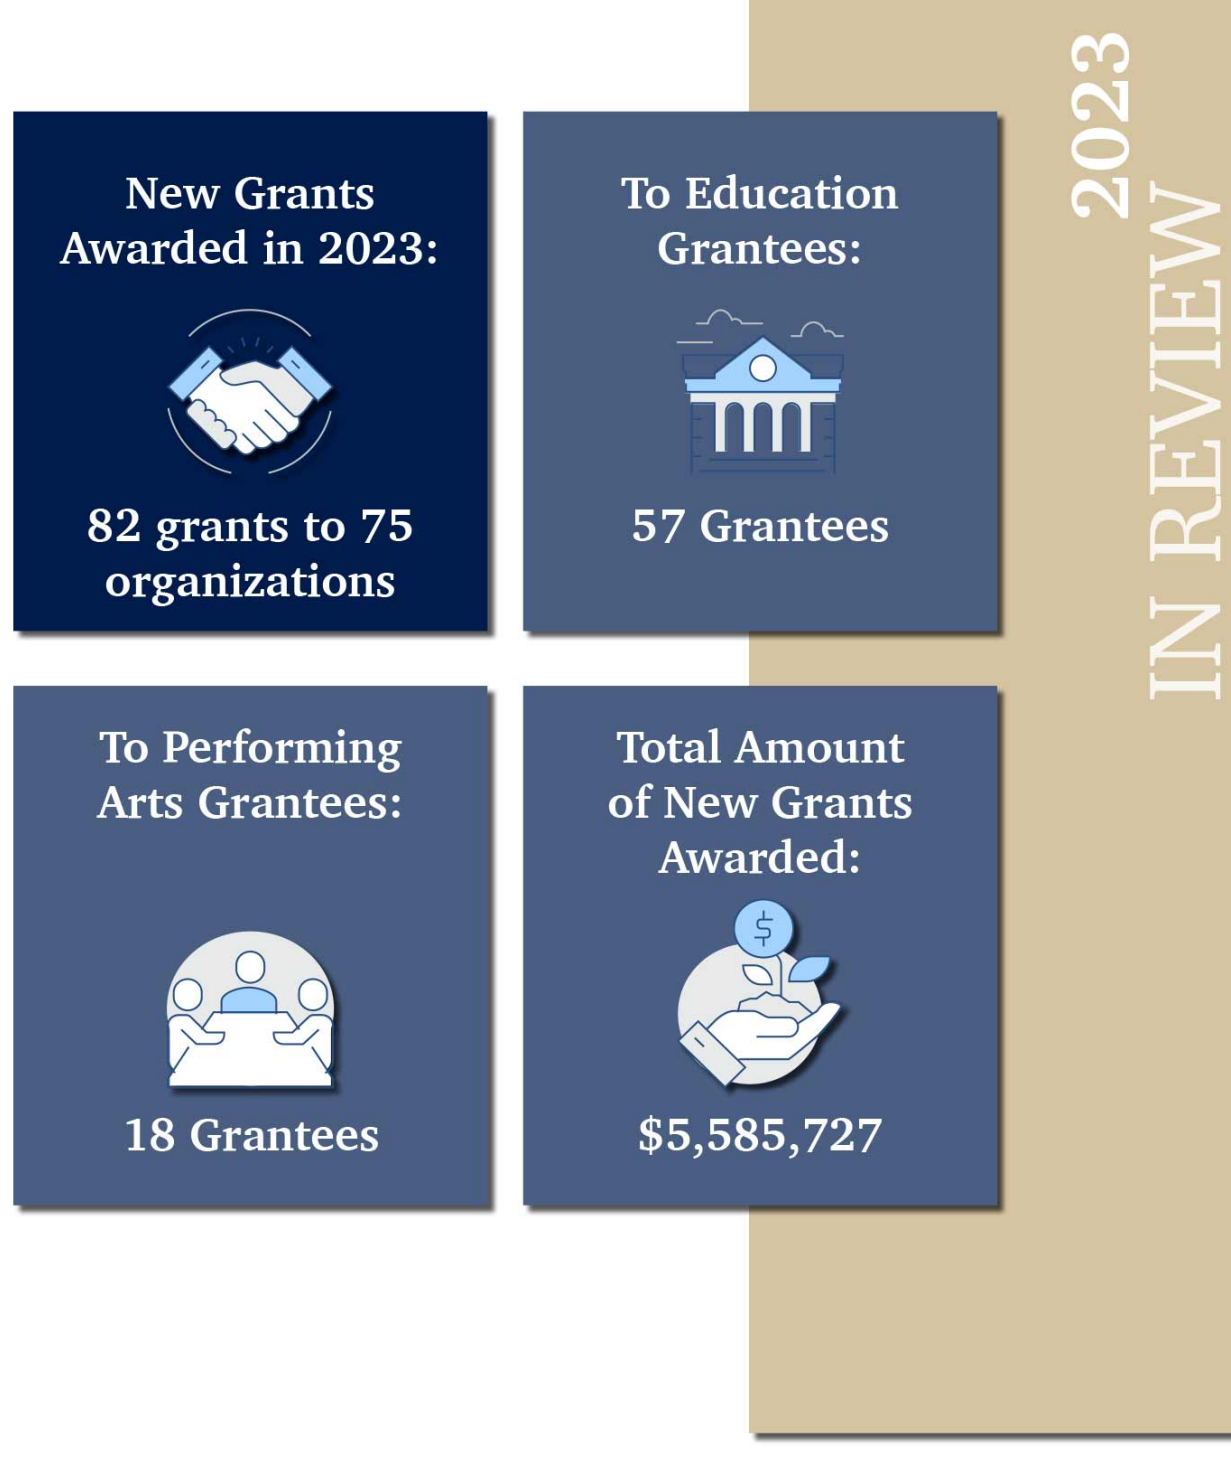 2023
IN REVIEW
New Grants
Awarded in 2023:
82 grants to 75
organizations
To Education
Grantees:
57 Grantees
To Performing
Arts Grantees:
18 Grantees
Total Amount
of New Grants
Awarded:
$
$5,585,727